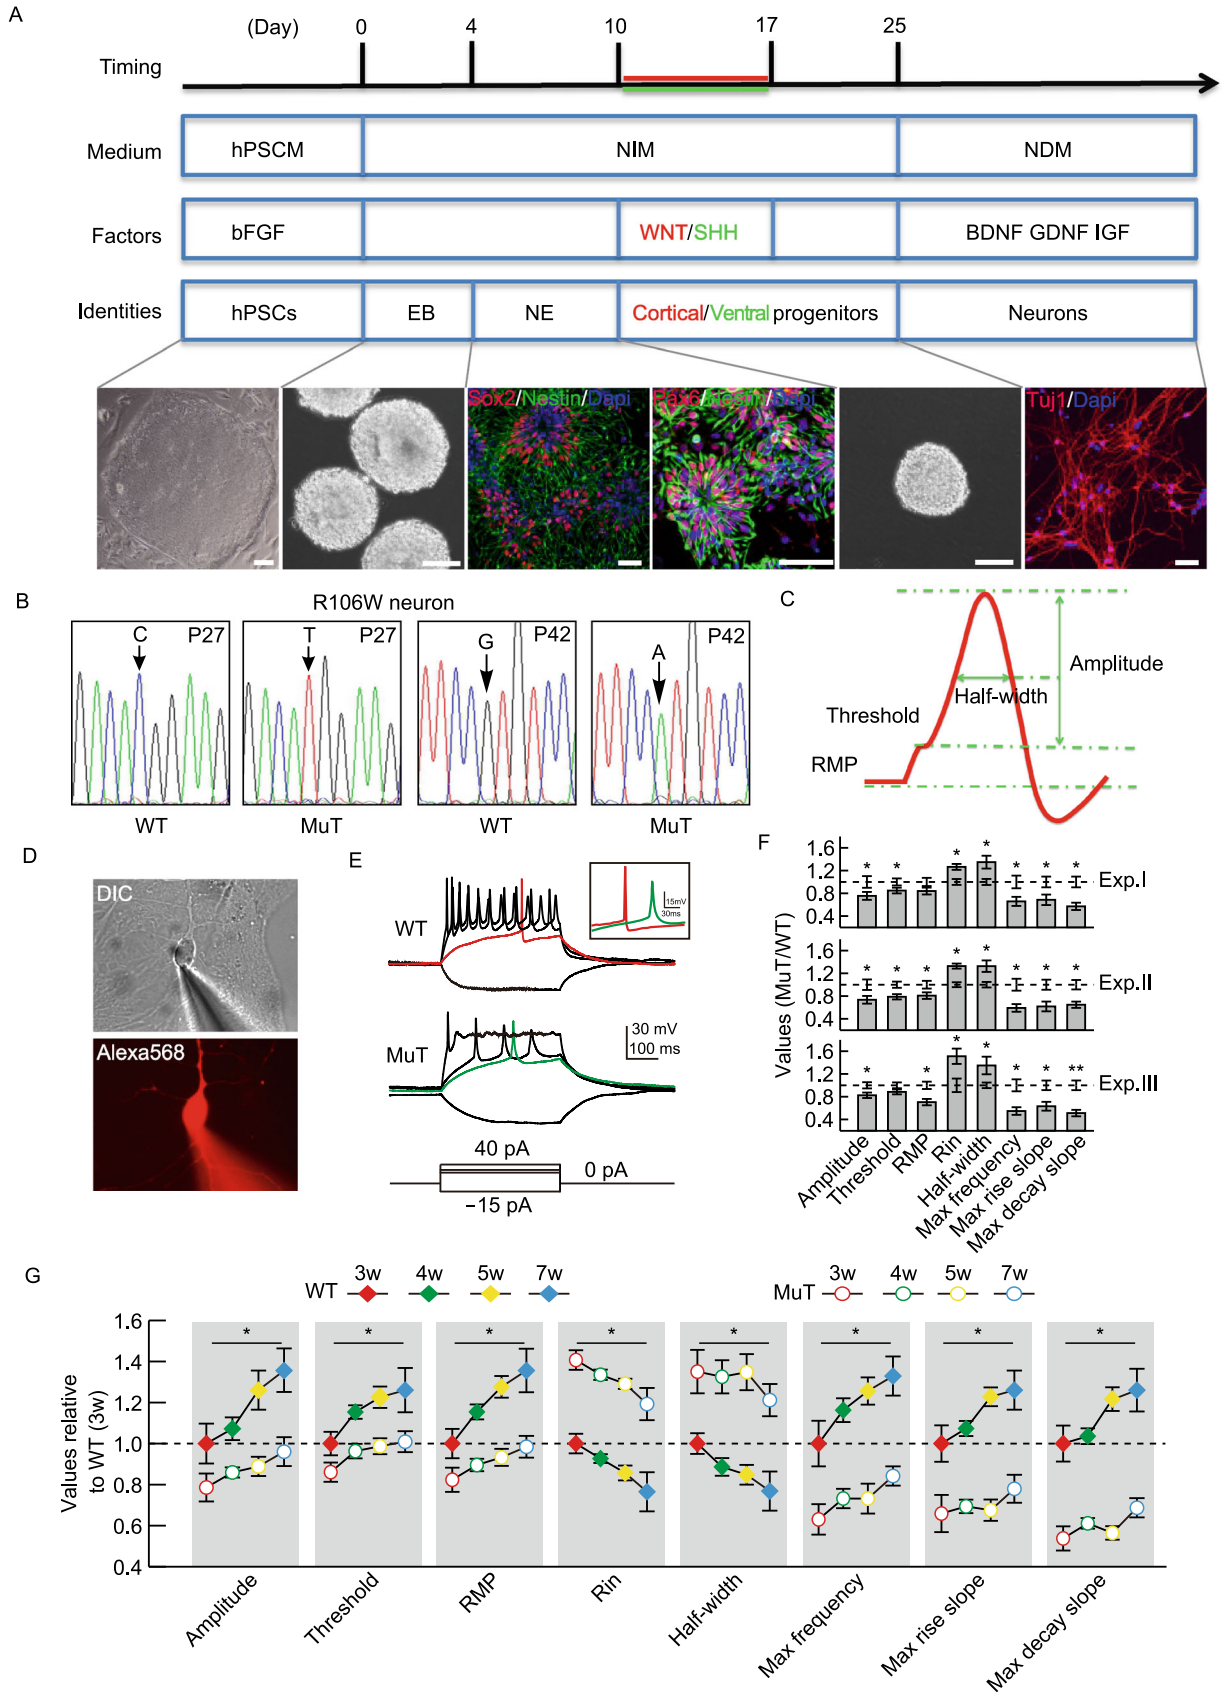 A
(Day) 0 4 10 17 25
Timing
Medium hPSCM NIM NDM
Factors bFGF WNT/SHH BDNF GDNF IGF
Identities hPSCs EB NE Cortical/Ventral progenitors Neurons
Sox2/Nestin/Dapi Pax6/Nestin/Dapi Tuj1/Dapi
B
R106W neuron
C P27 T P27 G P42 A P42
WT MuT WT MuT
C
Amplitude
Half-width
Threshold
RMP
D
DIC
Alexa568
E
WT
15mV
30ms
MuT
30 mV
100 ms
40 pA
0 pA
−15 pA
F
Values (MuT/WT)
1.6
1.2
0.8
0.4
* * * * * * *
Exp.I
1.6
1.2
0.8
0.4
* * * * * * * *
Exp.II
1.6
1.2
0.8
* * * * * * **
Exp.III
Amplitude
Threshold
RMP
Rin
Half-width
Max frequency
Max rise slope
Max decay slope
G
WT 3w 4w 5w 7w
MuT 3w 4w 5w 7w
Values relative
to WT (3w)
1.6
1.4
1.2
1.0
0.8
0.6
0.4
* * * * * * * *
Amplitude
Threshold
RMP
Rin
Half-width
Max frequency
Max rise slope
Max decay slope